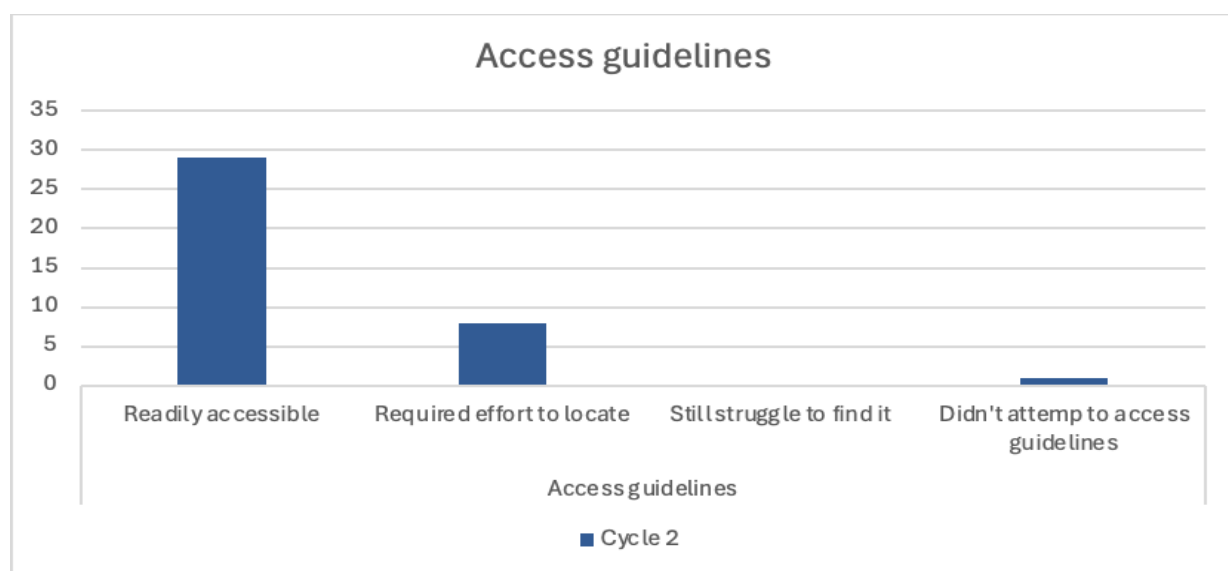 Access guidelines
35
30
25
20
15
10
5
0
Readily accessible
Required effort to locate
Still struggle to find it
Didn't attemp to access
guidelines
Access guidelines
Cycle 2